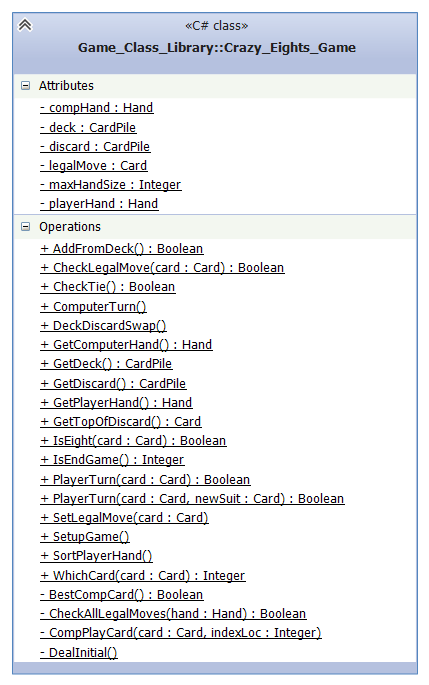 «C# class»
Game_Class_Library::Crazy_Eights_Game
Attributes
- compHand : Hand
- deck : CardPile
- discard : CardPile
- legalMove : Card
- maxHandSize : Integer
- playerHand : Hand
Operations
+ AddFromDeck() : Boolean
+ CheckLegalMove(card : Card) : Boolean
+ CheckTie() : Boolean
+ ComputerTurn()
+ DeckDiscardSwap()
+ GetComputerHand() : Hand
+ GetDeck() : CardPile
+ GetDiscard() : CardPile
+ GetPlayerHand() : Hand
+ GetTopOfDiscard() : Card
+ IsEight(card : Card) : Boolean
+ IsEndGame() : Integer
+ PlayerTurn(card : Card) : Boolean
+ PlayerTurn(card : Card, newSuit : Card) : Boolean
+ SetLegalMove(card : Card)
+ SetupGame()
+ SortPlayerHand()
+ WhichCard(card : Card) : Integer
- BestCompCard() : Boolean
- CheckAllLegalMoves(hand : Hand) : Boolean
- CompPlayCard(card : Card, indexLoc : Integer)
- DealInitial()